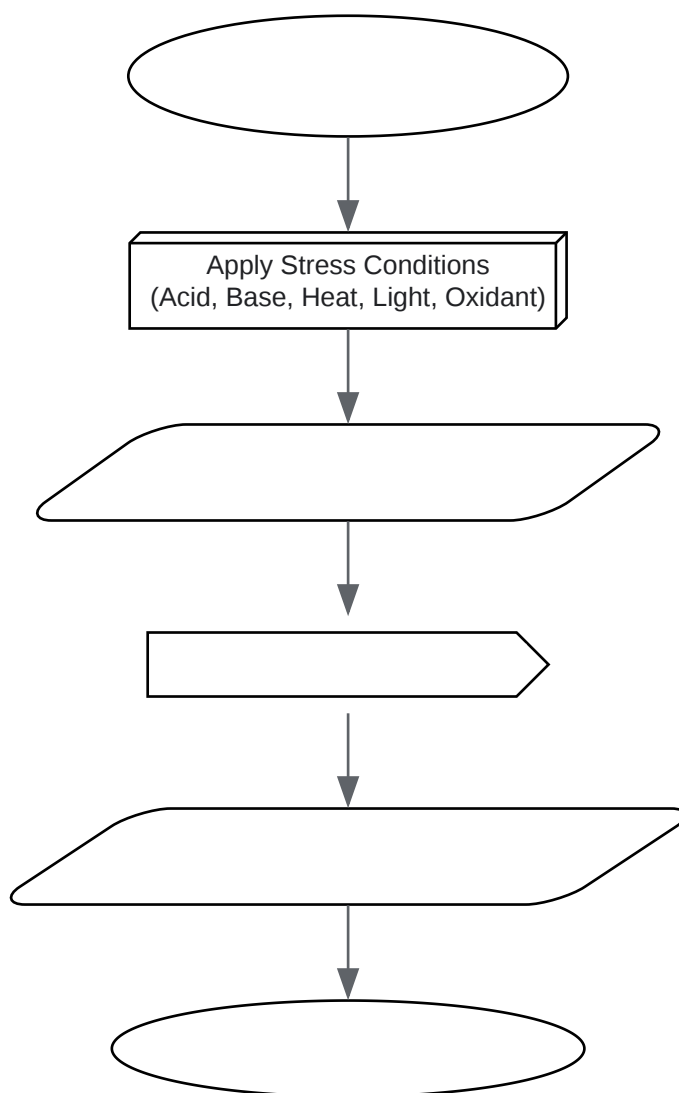 Apply Stress Conditions
(Acid, Base, Heat, Light, Oxidant)